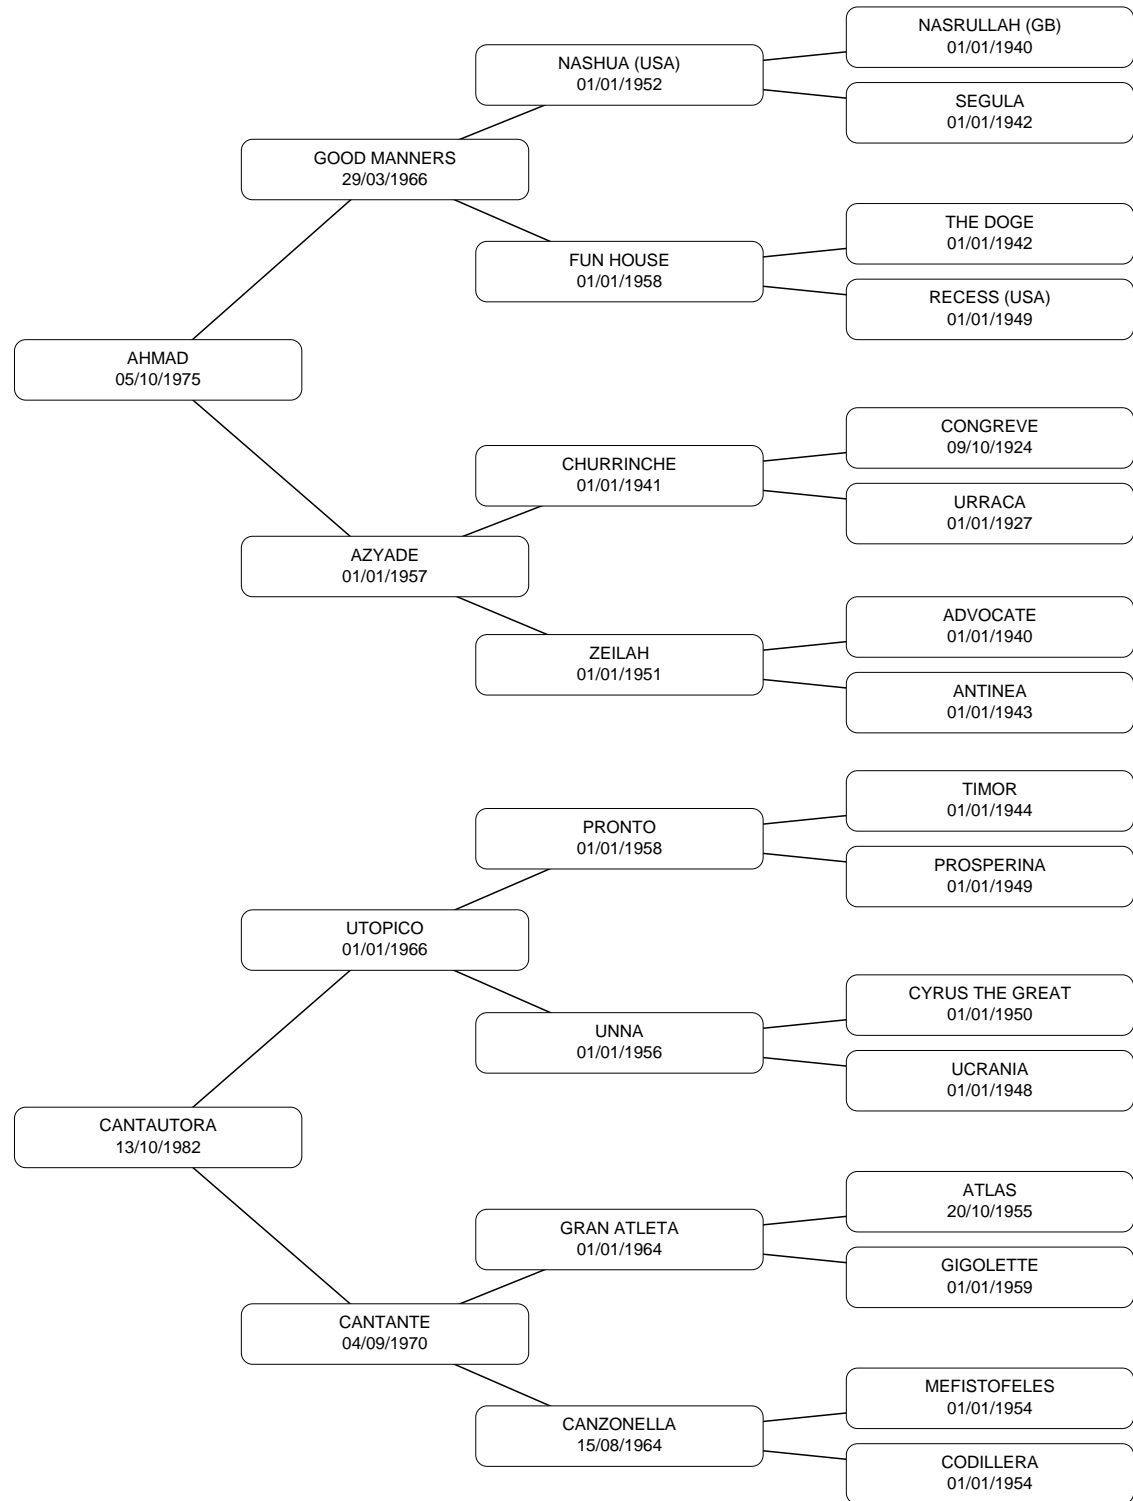 NASRULLAH (GB)
01/01/1940
NASHUA (USA)
01/01/1952
SEGULA
01/01/1942
GOOD MANNERS
29/03/1966
THE DOGE
01/01/1942
FUN HOUSE
01/01/1958
RECESS (USA)
01/01/1949
AHMAD
05/10/1975
CONGREVE
09/10/1924
CHURRINCHE
01/01/1941
URRACA
01/01/1927
AZYADE
01/01/1957
ADVOCATE
01/01/1940
ZEILAH
01/01/1951
ANTINEA
01/01/1943
TIMOR
01/01/1944
PRONTO
01/01/1958
PROSPERINA
01/01/1949
UTOPICO
01/01/1966
CYRUS THE GREAT
01/01/1950
UNNA
01/01/1956
UCRANIA
01/01/1948
CANTAUTORA
13/10/1982
ATLAS
20/10/1955
GRAN ATLETA
01/01/1964
GIGOLETTE
01/01/1959
CANTANTE
04/09/1970
MEFISTOFELES
01/01/1954
CANZONELLA
15/08/1964
CODILLERA
01/01/1954